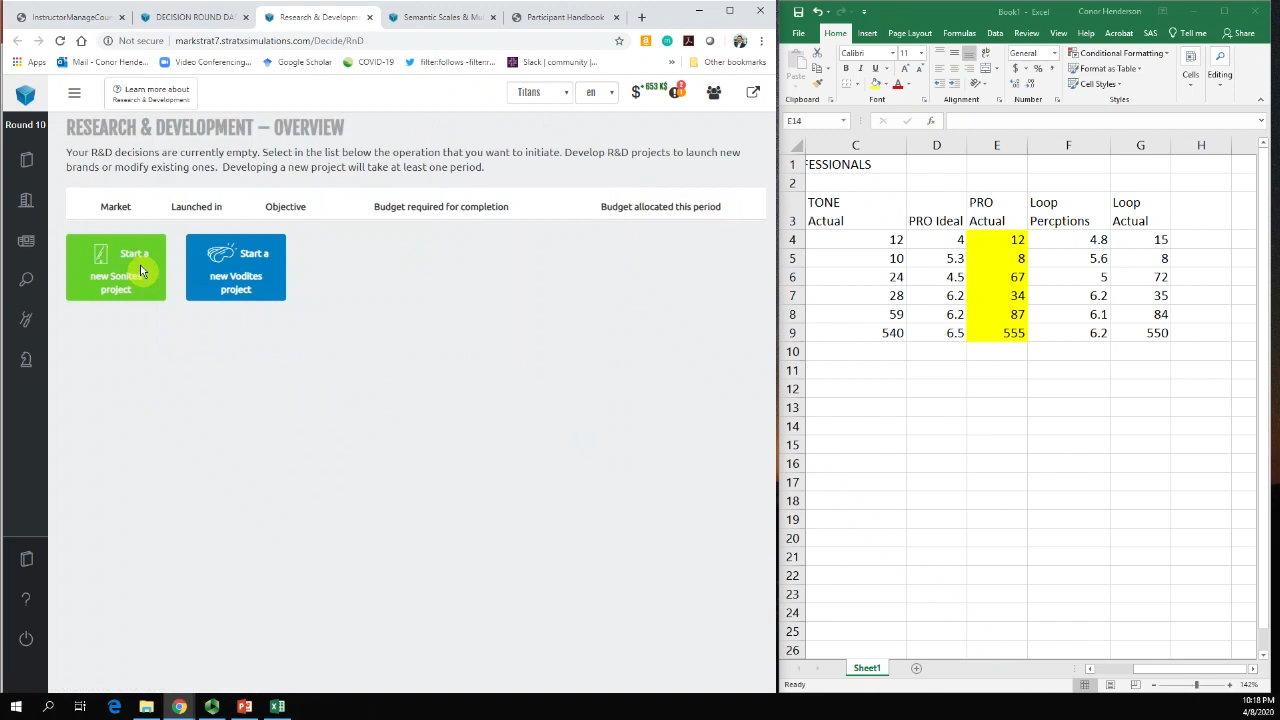 InstructorManageCour
DECISION ROUND DA
Research & Developm
Semantic Scales & Mu
Participant Handbook
Not secure
markstrat7.stratxsimulations.com/Decide/RnD
Apps
Mail - Conor Hende...
Video Conferencing...
Google Scholar
COVID-19
Slack | community |...
Other bookmarks
Learn more about
Research & Development
Titans
en
$+ 653 K$
Round 10
RESEARCH & DEVELOPMENT – OVERVIEW
Your R&D decisions are currently empty. Select in the list below the operation that you want to initiate. Develop R&D projects to launch new
brands or modify existing ones. Developing a new project will take at least one period.
Market Launched in Objective Budget required for completion Budget allocated this period
Start a
new Sonites
project
Start a
new Vodites
project
Book1 - Excel
Conor Henderson
File Home Insert Page Layout Formulas Data Review View Help Acrobat SAS Tell me Share
Paste
Calibri 11
General
Conditional Formatting
Format as Table
Cell Styles
Cells
Editing
Clipboard Font Alignment Number Styles
E14
C D E F G H
1 FESSIONALS
2
TONE PRO Loop Loop
3 Actual PRO Ideal Actual Percptions Actual
4 12 4 12 4.8 15
5 10 5.3 8 5.6 8
6 24 4.5 67 5 72
7 28 6.2 34 6.2 35
8 59 6.2 87 6.1 84
9 540 6.5 555 6.2 550
10
11
12
13
14
15
16
17
18
19
20
21
22
23
24
25
26
Sheet1
Ready
142%
10:18 PM
4/8/2020